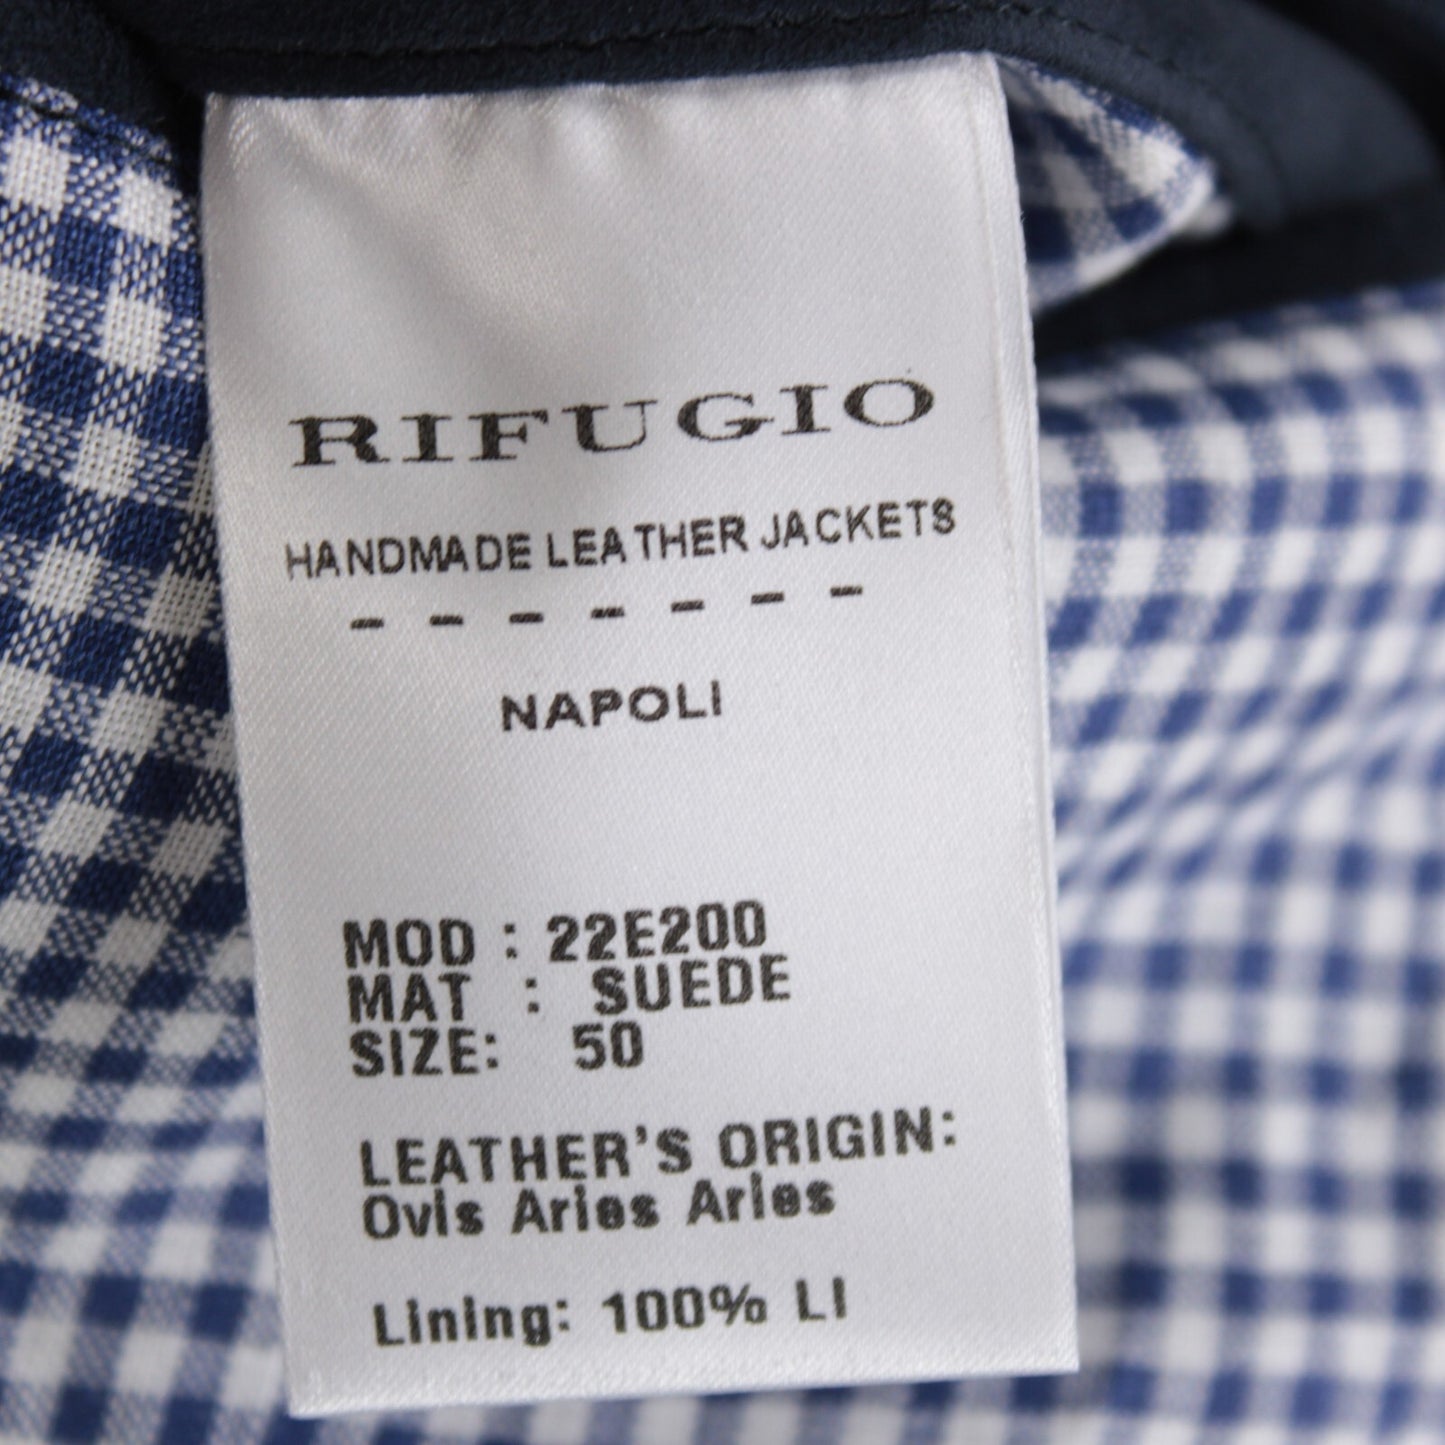 RIFUGIO
HANDMADE LEATHER JACKETS
- - - - - - -
NAPOLI
MOD : 22E200
MAT : SUEDE
SIZE: 50
LEATHER'S ORIGIN:
Ovis Aries Aries
Lining: 100% LI